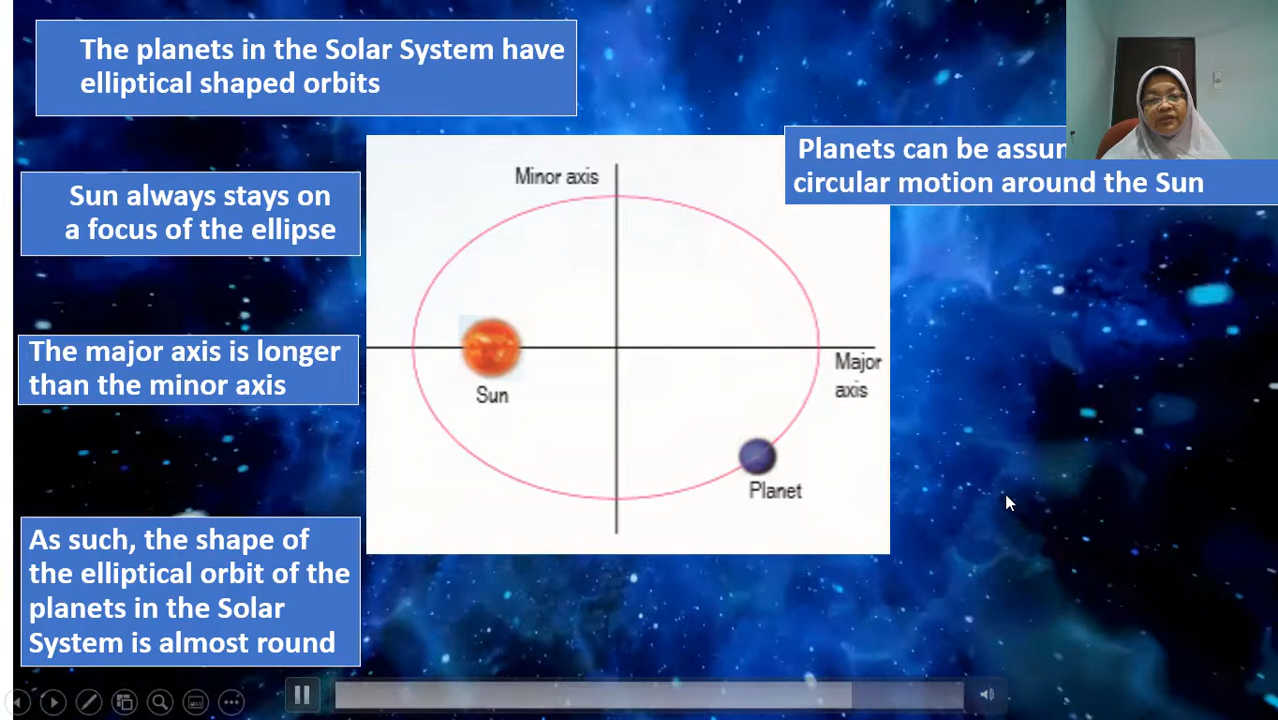 The planets in the Solar System have
elliptical shaped orbits
Sun always stays on
a focus of the ellipse
The major axis is longer
than the minor axis
As such, the shape of
the elliptical orbit of the
planets in the Solar
System is almost round
Minor axis
Sun
Major
axis
Planet
Planets can be
circular motion around the Sun